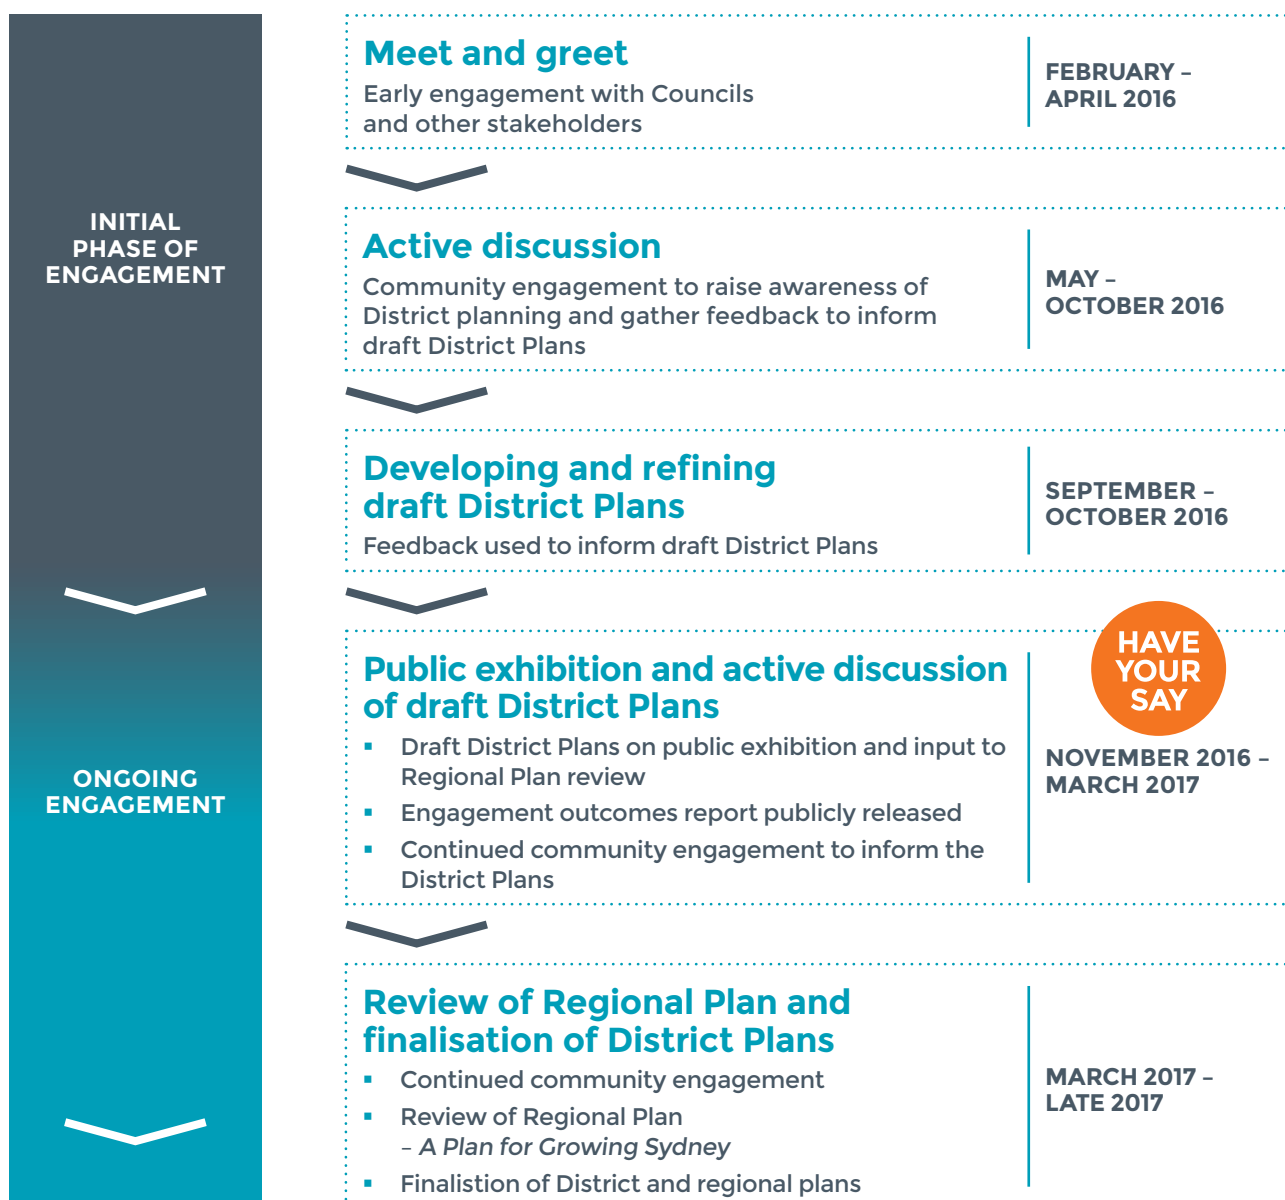 INITIAL
PHASE OF
ENGAGEMENT
Meet and greet
Early engagement with Councils
and other stakeholders
FEBRUARY –
APRIL 2016
Active discussion
Community engagement to raise awareness of
District planning and gather feedback to inform
draft District Plans
MAY –
OCTOBER 2016
Developing and refining
draft District Plans
Feedback used to inform draft District Plans
SEPTEMBER –
OCTOBER 2016
ONGOING
ENGAGEMENT
Public exhibition and active discussion
of draft District Plans
▪ Draft District Plans on public exhibition and input to
Regional Plan review
▪ Engagement outcomes report publicly released
▪ Continued community engagement to inform the
District Plans
HAVE
YOUR
SAY
NOVEMBER 2016 –
MARCH 2017
Review of Regional Plan and
finalisation of District Plans
▪ Continued community engagement
▪ Review of Regional Plan
– A Plan for Growing Sydney
▪ Finalistion of District and regional plans
MARCH 2017 –
LATE 2017